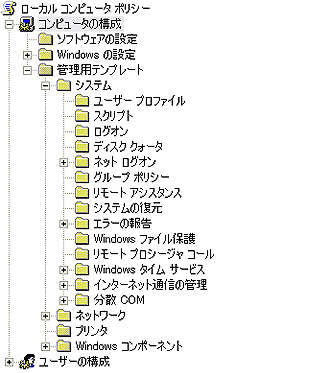 ローカル コンピュータ ポリシー
コンピュータの構成
ソフトウェアの設定
Windows の設定
管理用テンプレート
システム
ユーザー プロファイル
スクリプト
ログオン
ディスク クォータ
ネット ログオン
グループ ポリシー
リモート アシスタンス
システムの復元
エラーの報告
Windows ファイル保護
リモート プロシージャ コール
Windows タイム サービス
インターネット通信の管理
分散 COM
ネットワーク
プリンタ
Windows コンポーネント
ユーザーの構成